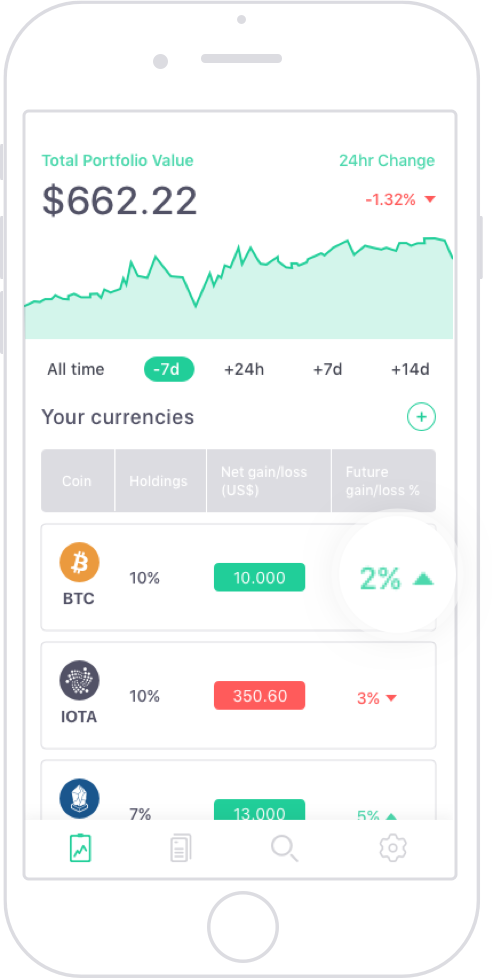 Total Portfolio Value 24hr Change
$662.22 -1.32%
All time -7d +24h +7d +14d
Your currencies
Coin Holdings Net gain/loss (US$) Future gain/loss %
10% 10.000 2%
BTC
10% 350.60 3%
IOTA
7% 13.000 5%